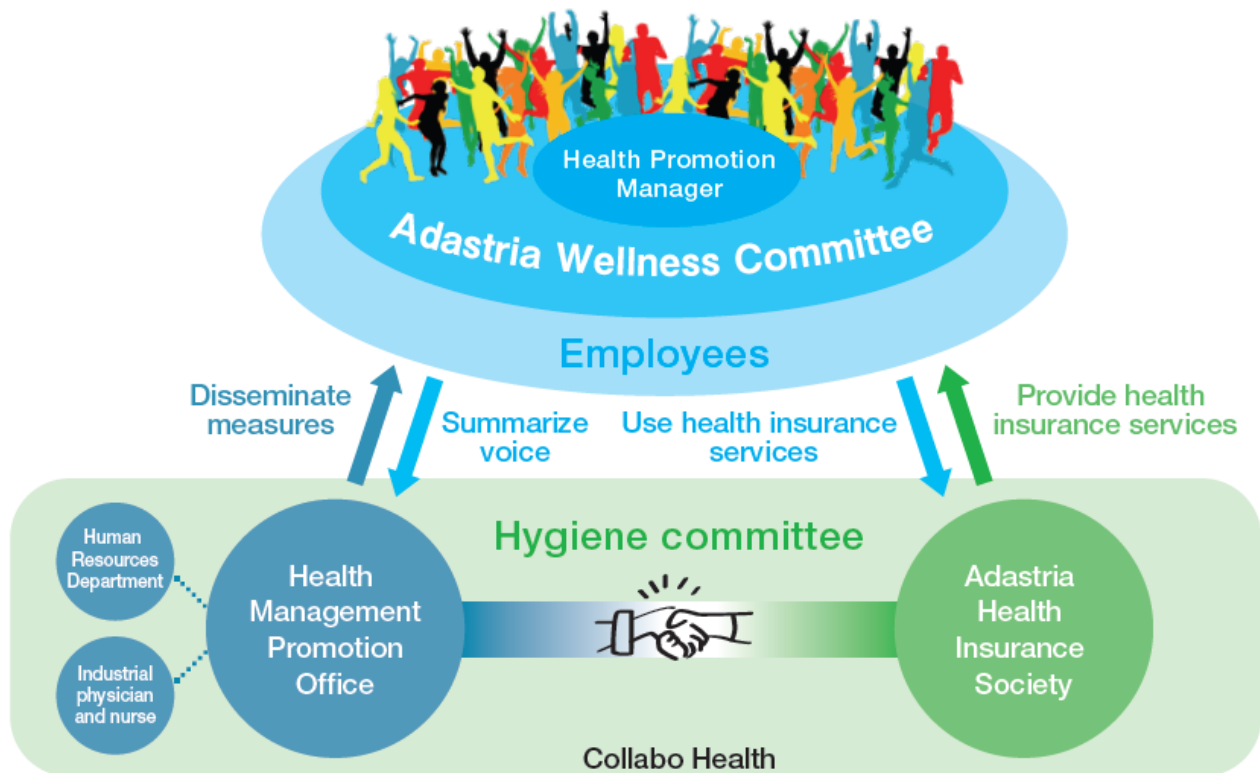 Health Promotion
Manager
Adastria Wellness Committee
Employees
Disseminate
measures
Summarize
voice
Use health insurance
services
Provide health
insurance services
Hygiene committee
Human
Resources
Department
Industrial
physician
and nurse
Health
Management
Promotion
Office
Adastria
Health
Insurance
Society
Collabo Health